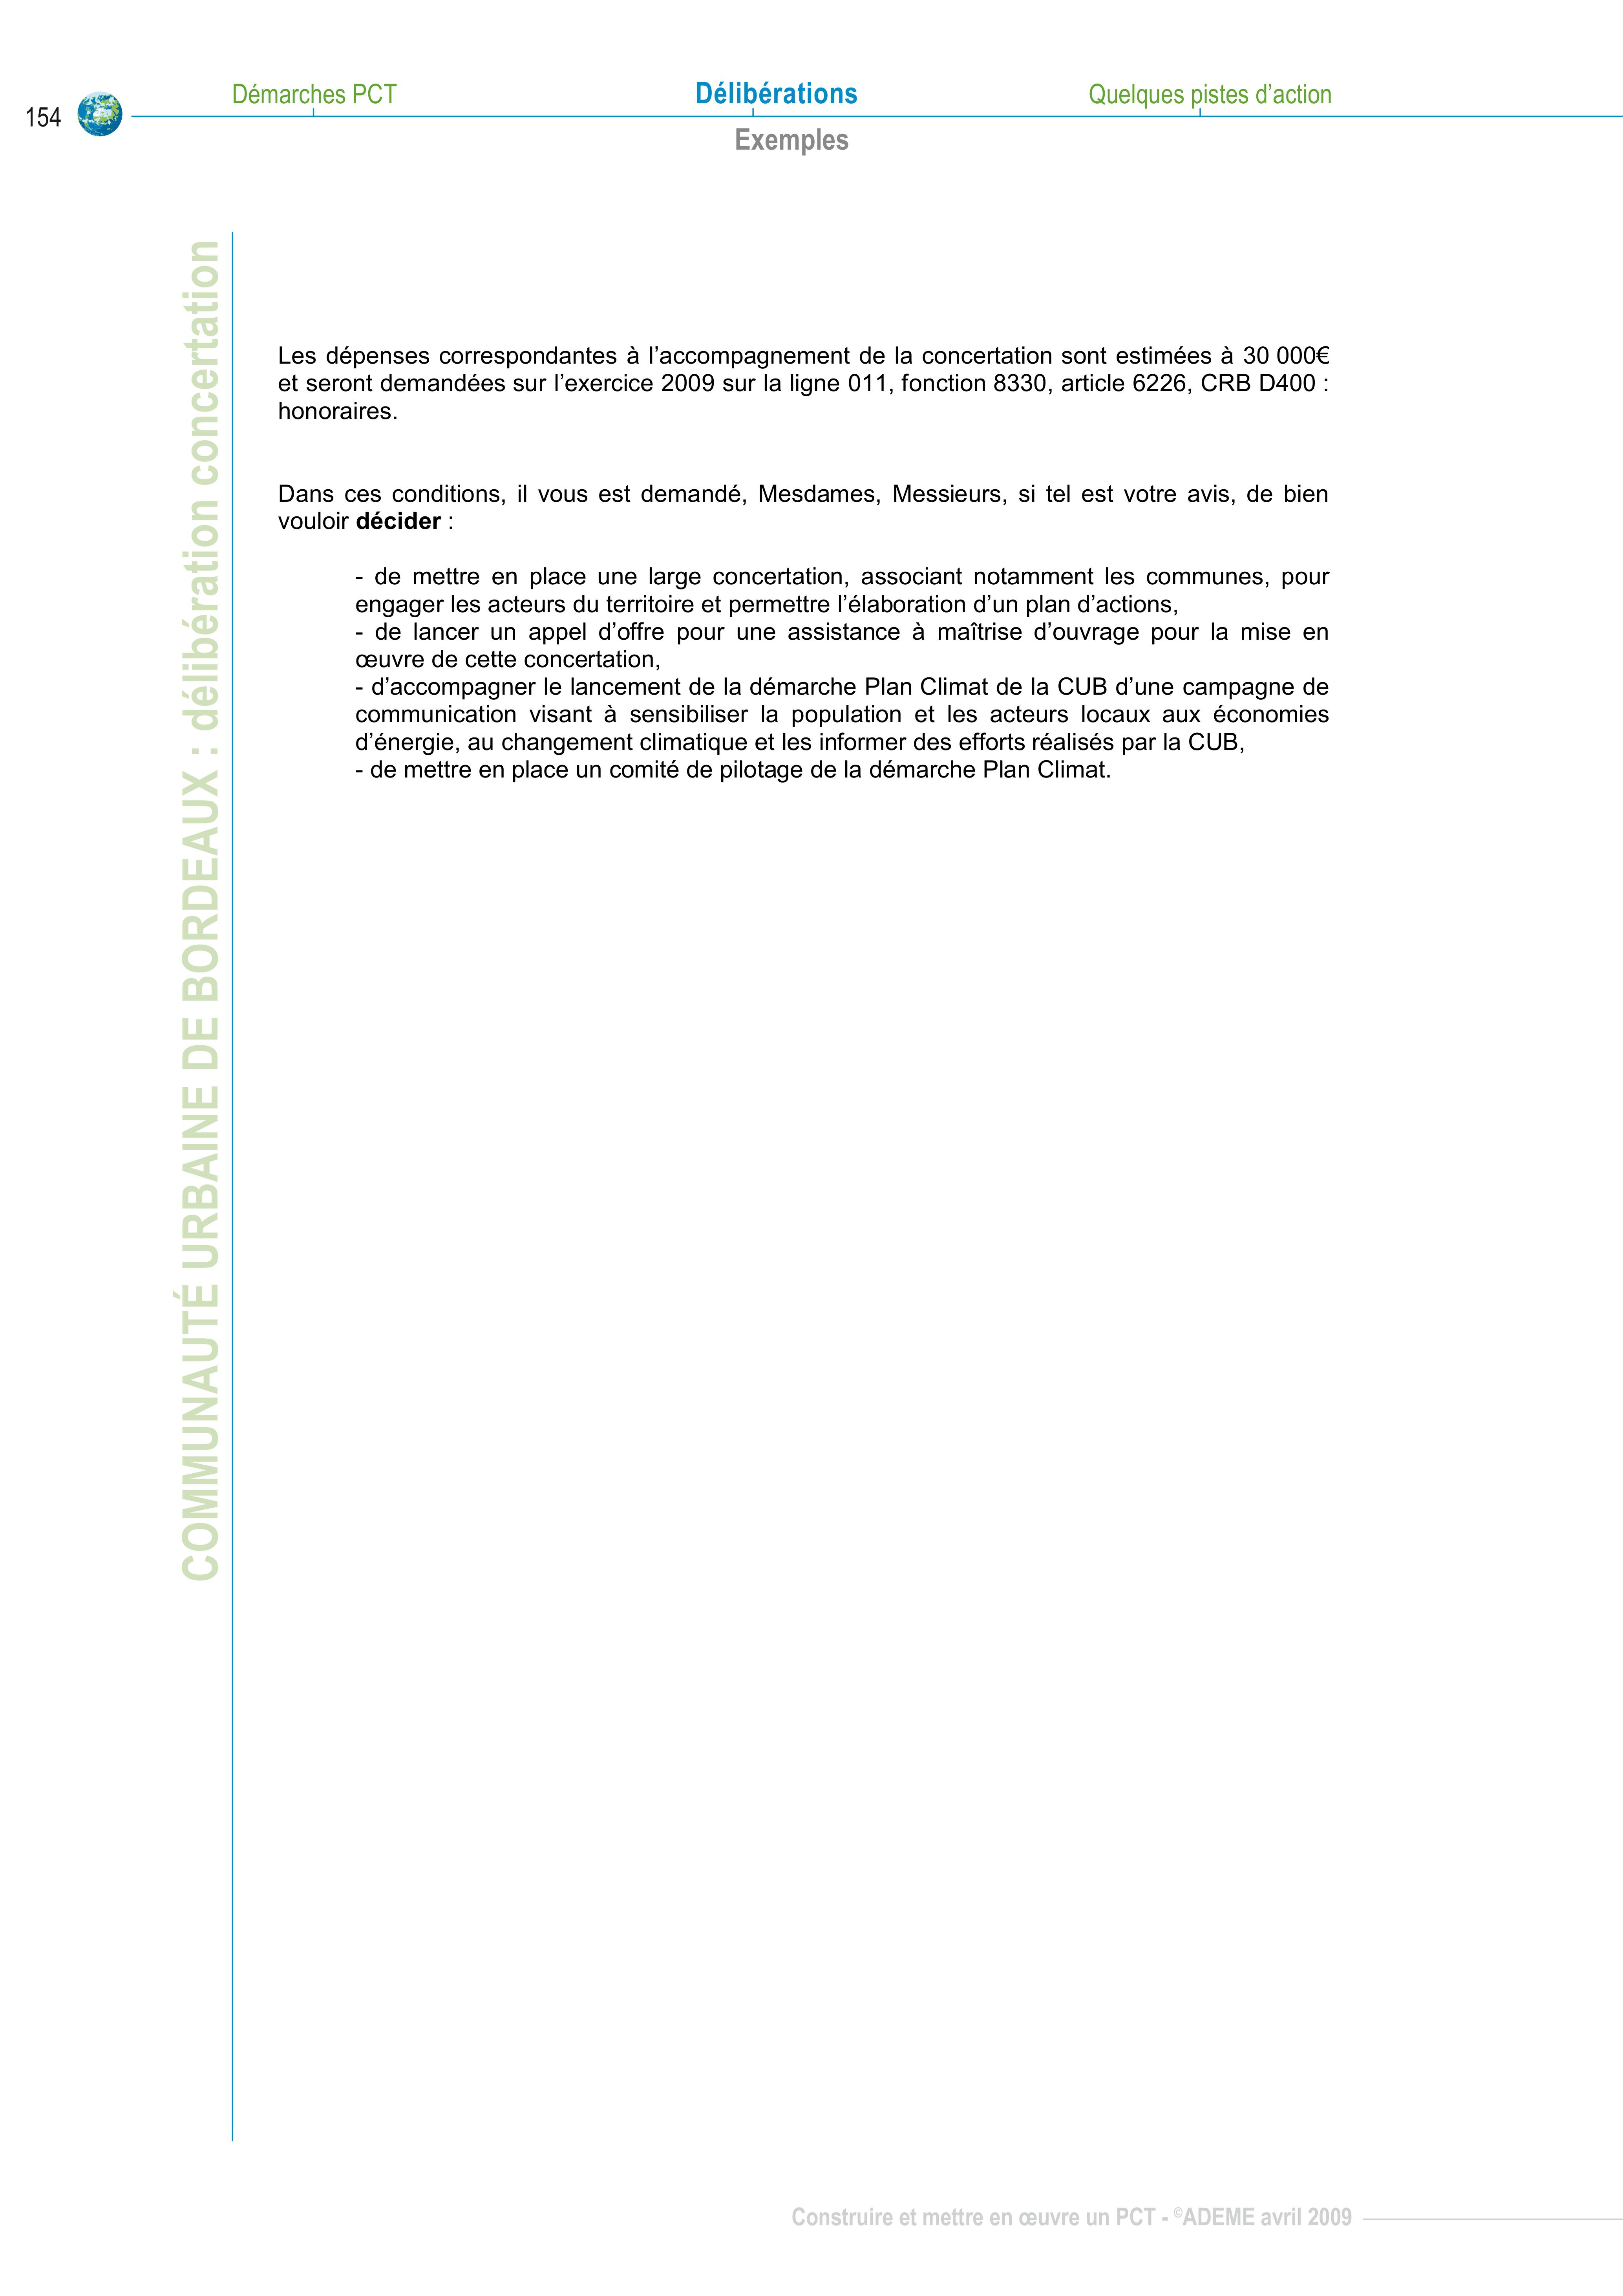 154
Démarches PCT
Délibérations
Quelques pistes d’action
Exemples
COMMUNAUTÉ URBAINE DE BORDEAUX : délibération concertation
Les dépenses correspondantes à l’accompagnement de la concertation sont estimées à 30 000€
et seront demandées sur l’exercice 2009 sur la ligne 011, fonction 8330, article 6226, CRB D400 :
honoraires.
Dans ces conditions, il vous est demandé, Mesdames, Messieurs, si tel est votre avis, de bien
vouloir décider :
- de mettre en place une large concertation, associant notamment les communes, pour
engager les acteurs du territoire et permettre l’élaboration d’un plan d’actions,
- de lancer un appel d’offre pour une assistance à maîtrise d’ouvrage pour la mise en
œuvre de cette concertation,
- d’accompagner le lancement de la démarche Plan Climat de la CUB d’une campagne de
communication visant à sensibiliser la population et les acteurs locaux aux économies
d’énergie, au changement climatique et les informer des efforts réalisés par la CUB,
- de mettre en place un comité de pilotage de la démarche Plan Climat.
Construire et mettre en œuvre un PCT - ©ADEME avril 2009